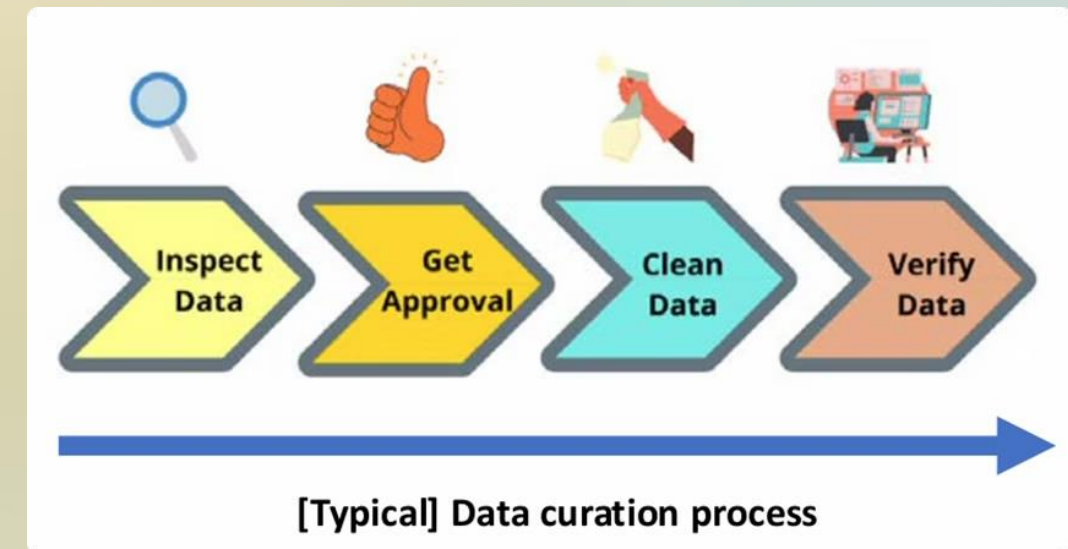 Inspect
Data
Get
Approval
Clean
Data
Verify
Data
[Typical] Data curation process